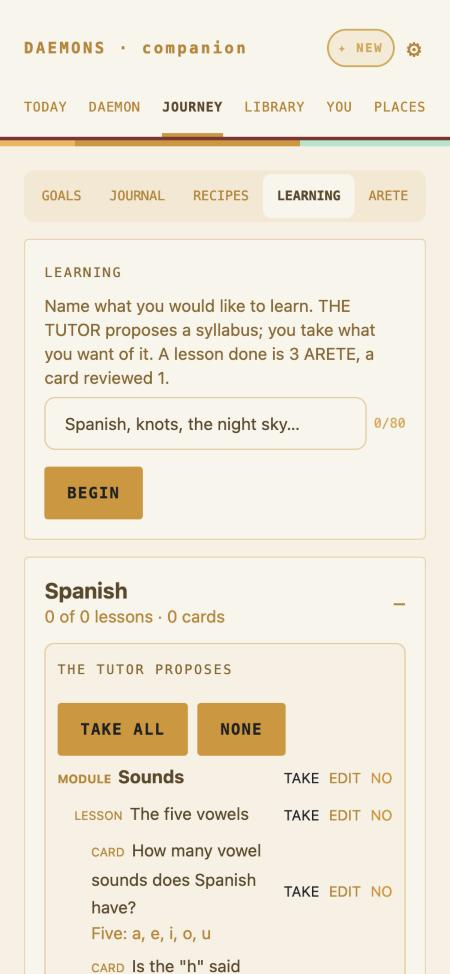 DAEMONS · companion
+ NEW
TODAY DAEMON JOURNEY LIBRARY YOU PLACES
GOALS JOURNAL RECIPES LEARNING ARETE
LEARNING
Name what you would like to learn. THE
TUTOR proposes a syllabus; you take what
you want of it. A lesson done is 3 ARETE, a
card reviewed 1.
Spanish, knots, the night sky... 0/80
BEGIN
Spanish
0 of 0 lessons · 0 cards
THE TUTOR PROPOSES
TAKE ALL NONE
MODULE Sounds TAKE EDIT NO
LESSON The five vowels TAKE EDIT NO
CARD How many vowel
sounds does Spanish
have? TAKE EDIT NO
Five: a, e, i, o, u
CARD Is the "h" said